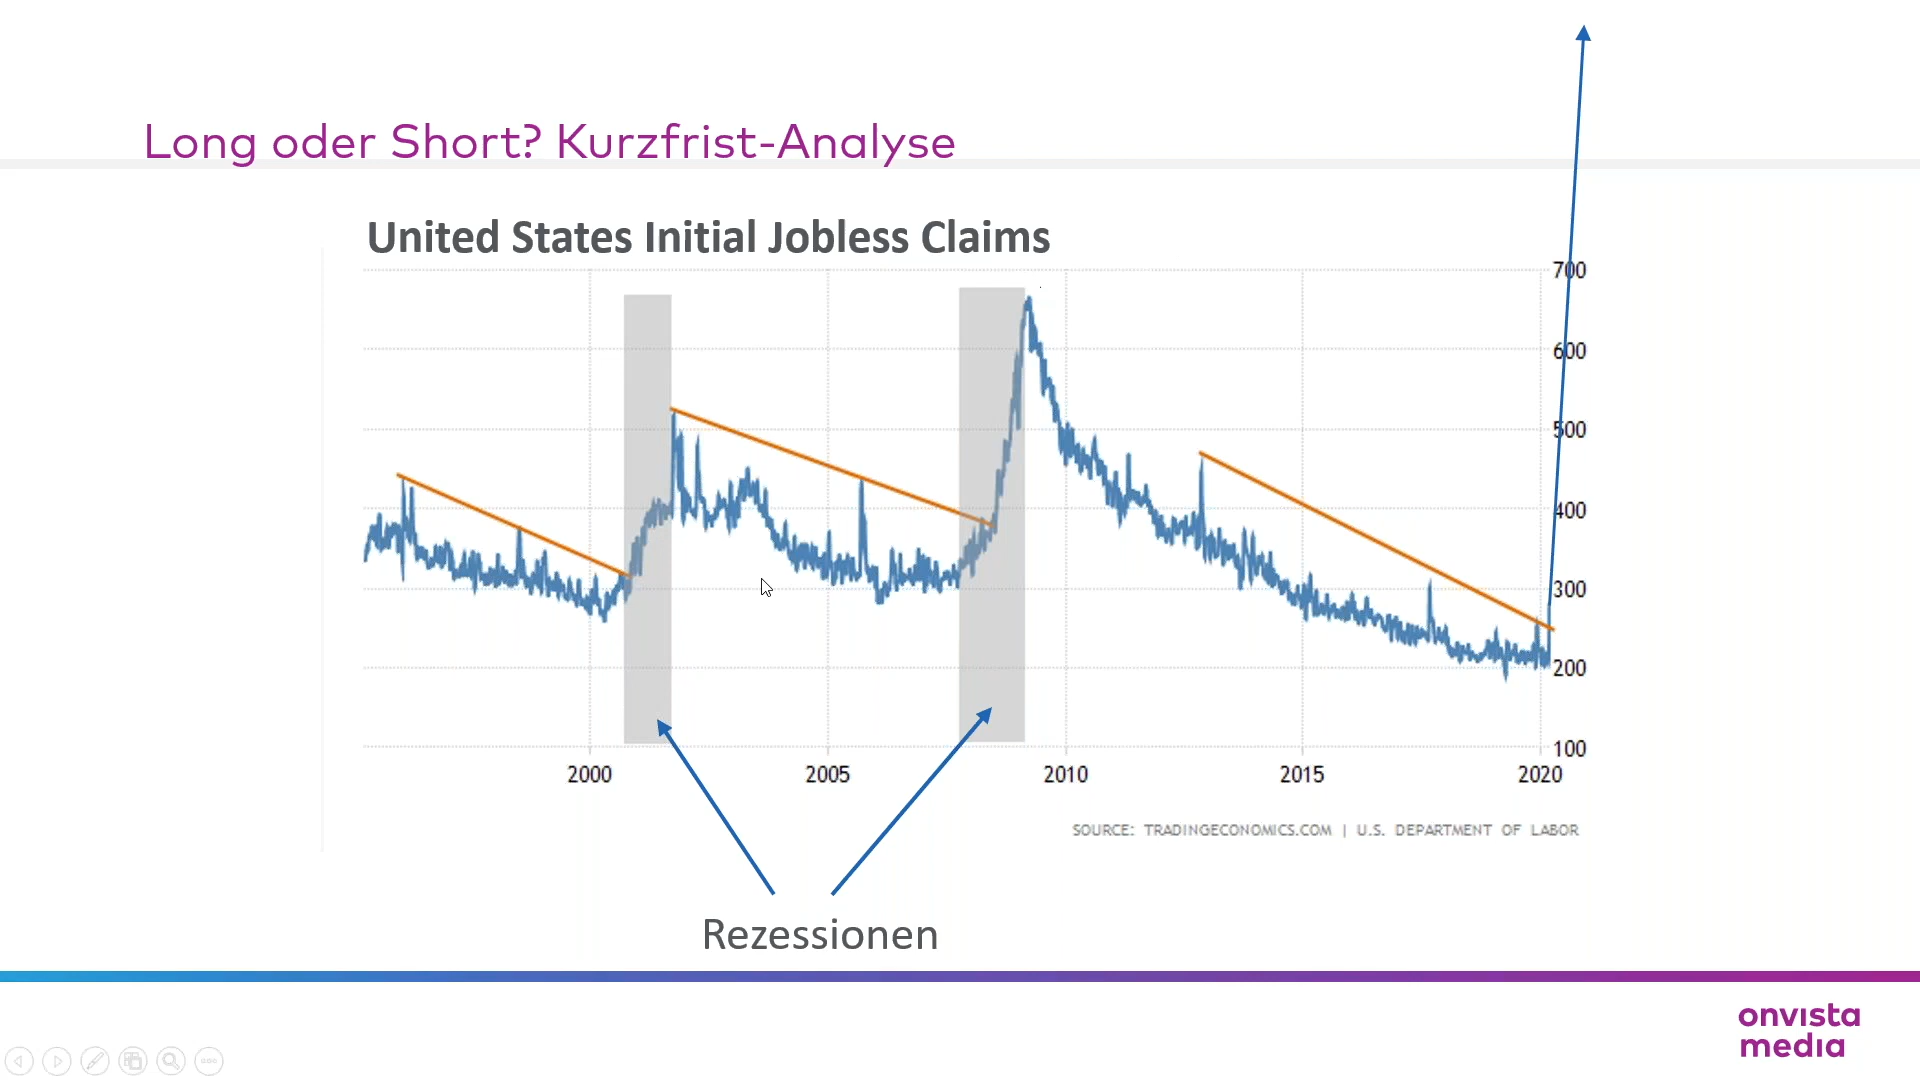 Long oder Short? Kurzfrist-Analyse
United States Initial Jobless Claims
700
600
500
400
300
200
100
2000 2005 2010 2015 2020
SOURCE: TRADINGECONOMICS.COM | U.S. DEPARTMENT OF LABOR
Rezessionen
onvista
media